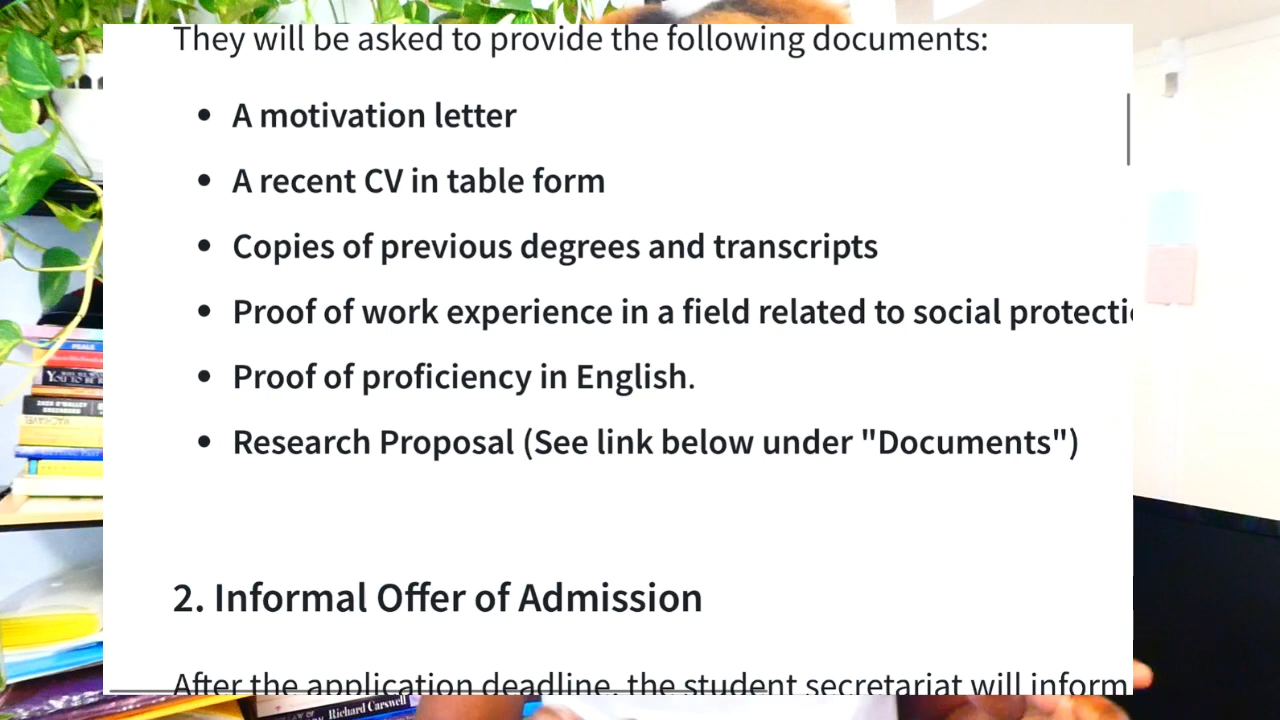 They will be asked to provide the following documents:
• A motivation letter
• A recent CV in table form
• Copies of previous degrees and transcripts
• Proof of work experience in a field related to social protecti
• Proof of proficiency in English.
• Research Proposal (See link below under "Documents")
2. Informal Offer of Admission
After the application deadline, the student secretariat will inform
Richard Carswell